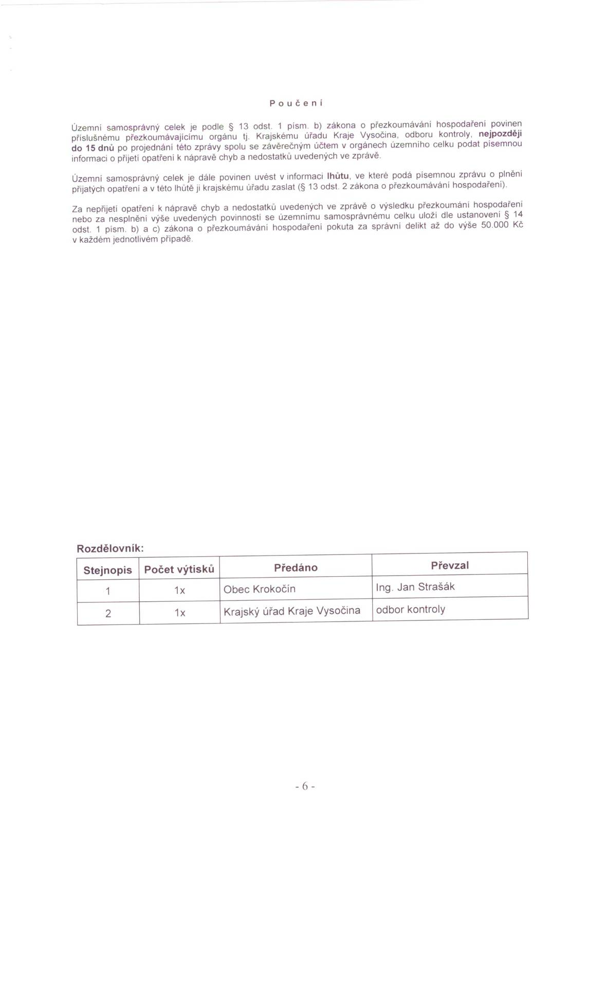 P o u č e n í
Územní samosprávný celek je podle § 13 odst. 1 písm. b) zákona o přezkoumávání hospodaření povinen
příslušnému přezkoumávajícímu orgánu tj. Krajskému úřadu Kraje Vysočina, odboru kontroly, nejpozději
do 15 dnů po projednání této zprávy spolu se závěrečným účtem v orgánech územního celku podat písemnou
informaci o přijetí opatření k nápravě chyb a nedostatků uvedených ve zprávě.
Územní samosprávný celek je dále povinen uvést v informaci lhůtu, ve které podá písemnou zprávu o plnění
přijatých opatření a v této lhůtě ji krajskému úřadu zaslat (§ 13 odst. 2 zákona o přezkoumávání hospodaření).
Za nepřijetí opatření k nápravě chyb a nedostatků uvedených ve zprávě o výsledku přezkoumání hospodaření
nebo za nesplnění výše uvedených povinností se územnímu samosprávnému celku uloží dle ustanovení § 14
odst. 1 písm. b) a c) zákona o přezkoumávání hospodaření pokuta za správní delikt až do výše 50.000 Kč
v každém jednotlivém případě.
Rozdělovník:
Stejnopis Počet výtisků Předáno Převzal
1 1x Obec Krokočín Ing. Jan Strašák
2 1x Krajský úřad Kraje Vysočina odbor kontroly
- 6 -